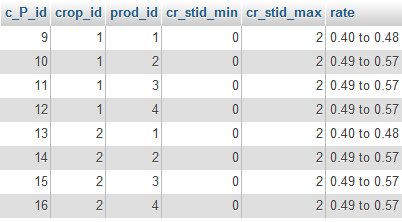 c_P_id crop_id prod_id cr_stid_min cr_stid_max rate
9 1 1 0 2 0.40 to 0.48
10 1 2 0 2 0.49 to 0.57
11 1 3 0 2 0.49 to 0.57
12 1 4 0 2 0.49 to 0.57
13 2 1 0 2 0.40 to 0.48
14 2 2 0 2 0.49 to 0.57
15 2 3 0 2 0.49 to 0.57
16 2 4 0 2 0.49 to 0.57